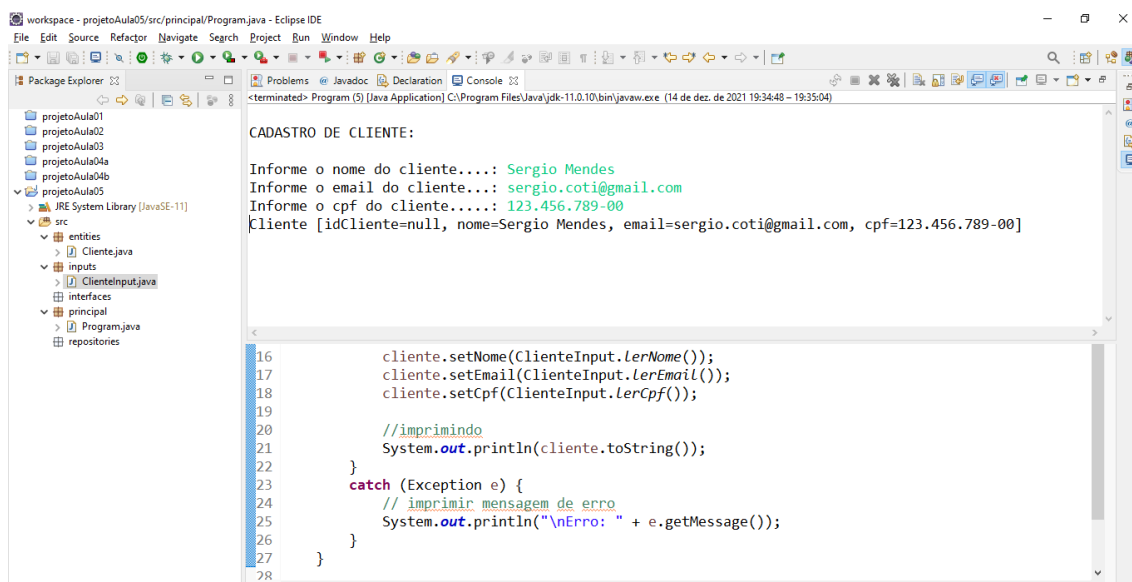 workspace - projetoAula05/src/principal/Program.java - Eclipse IDE
File Edit Source Refactor Navigate Search Project Run Window Help
Package Explorer
projetoAula01
projetoAula02
projetoAula03
projetoAula04a
projetoAula04b
projetoAula05
JRE System Library [JavaSE-11]
src
entities
Cliente.java
inputs
ClienteInput.java
interfaces
principal
Program.java
repositories
Problems @ Javadoc Declaration Console
<terminated> Program (5) [Java Application] C:\Program Files\Java\jdk-11.0.10\bin\javaw.exe (14 de dez. de 2021 19:34:48 – 19:35:04)
CADASTRO DE CLIENTE:
Informe o nome do cliente....: Sergio Mendes
Informe o email do cliente...: sergio.coti@gmail.com
Informe o cpf do cliente.....: 123.456.789-00
Cliente [idCliente=null, nome=Sergio Mendes, email=sergio.coti@gmail.com, cpf=123.456.789-00]
16 cliente.setNome(ClienteInput.lerNome());
17 cliente.setEmail(ClienteInput.lerEmail());
18 cliente.setCpf(ClienteInput.lerCpf());
19
20 //imprimindo
21 System.out.println(cliente.toString());
22 }
23 catch (Exception e) {
24 // imprimir mensagem de erro
25 System.out.println("\nErro: " + e.getMessage());
26 }
27 }
28